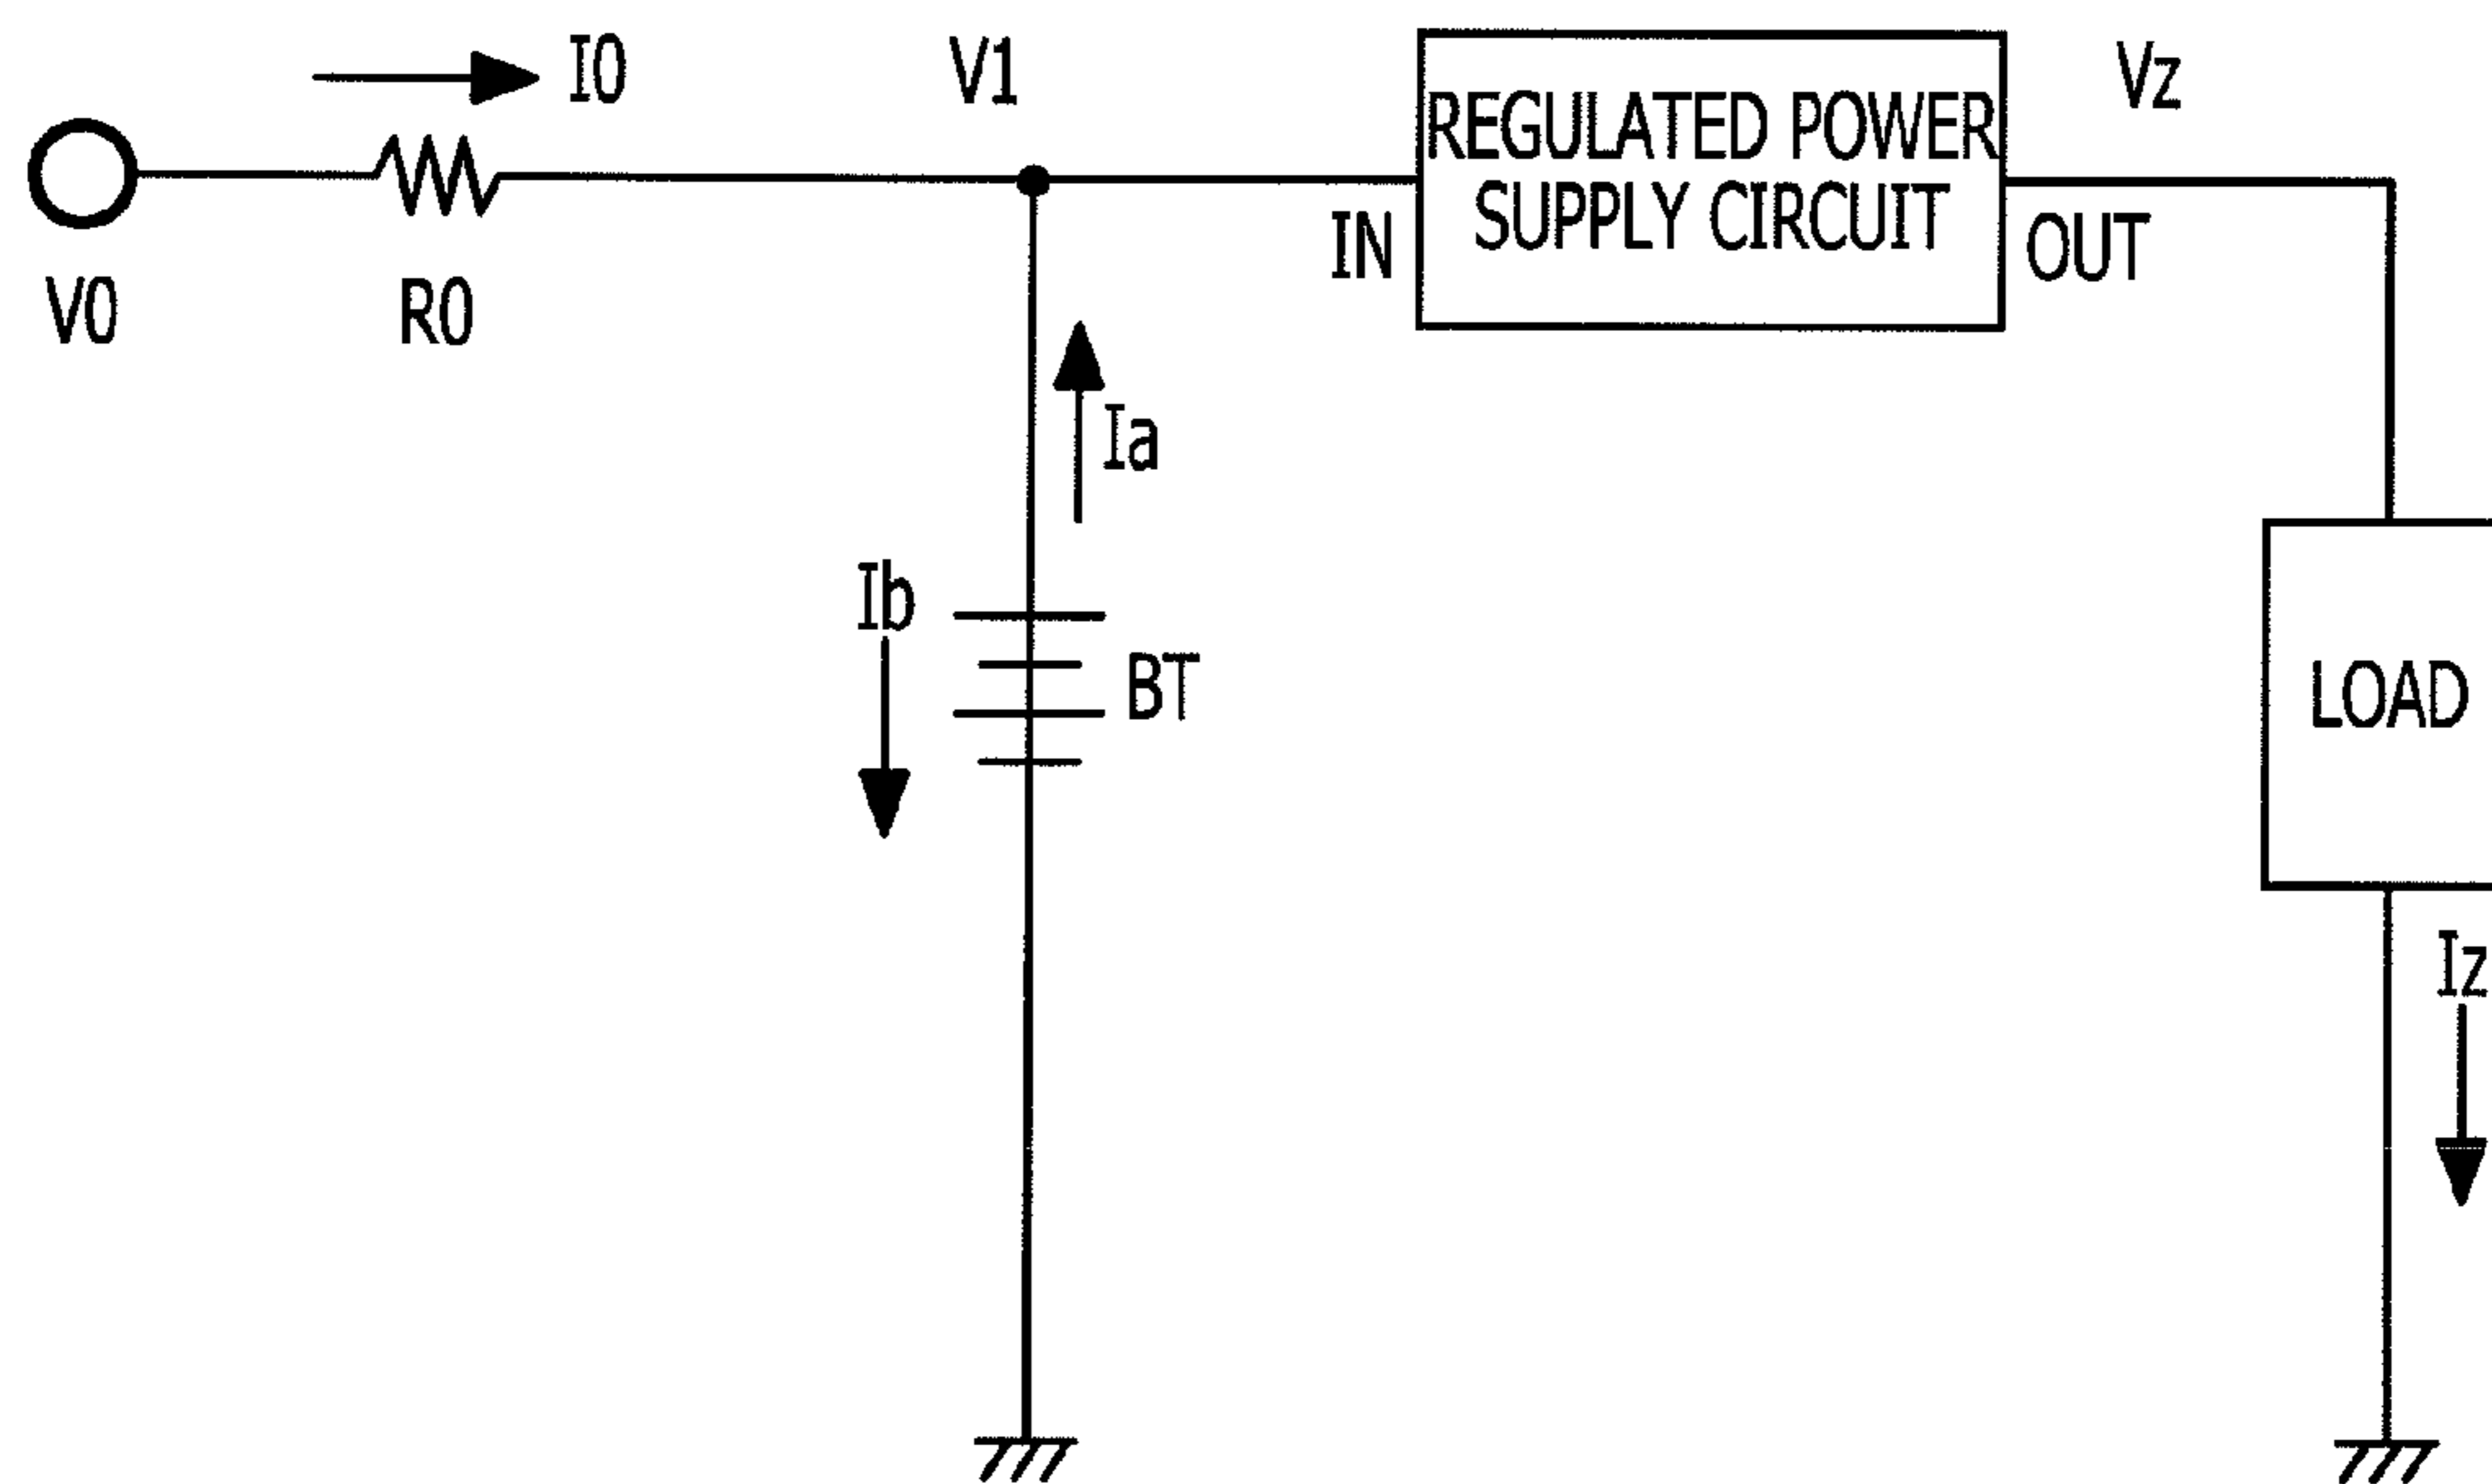 I0
V1
REGULATED POWER
SUPPLY CIRCUIT
Vz
IN
OUT
V0
R0
Ia
Ib
BT
LOAD
Iz